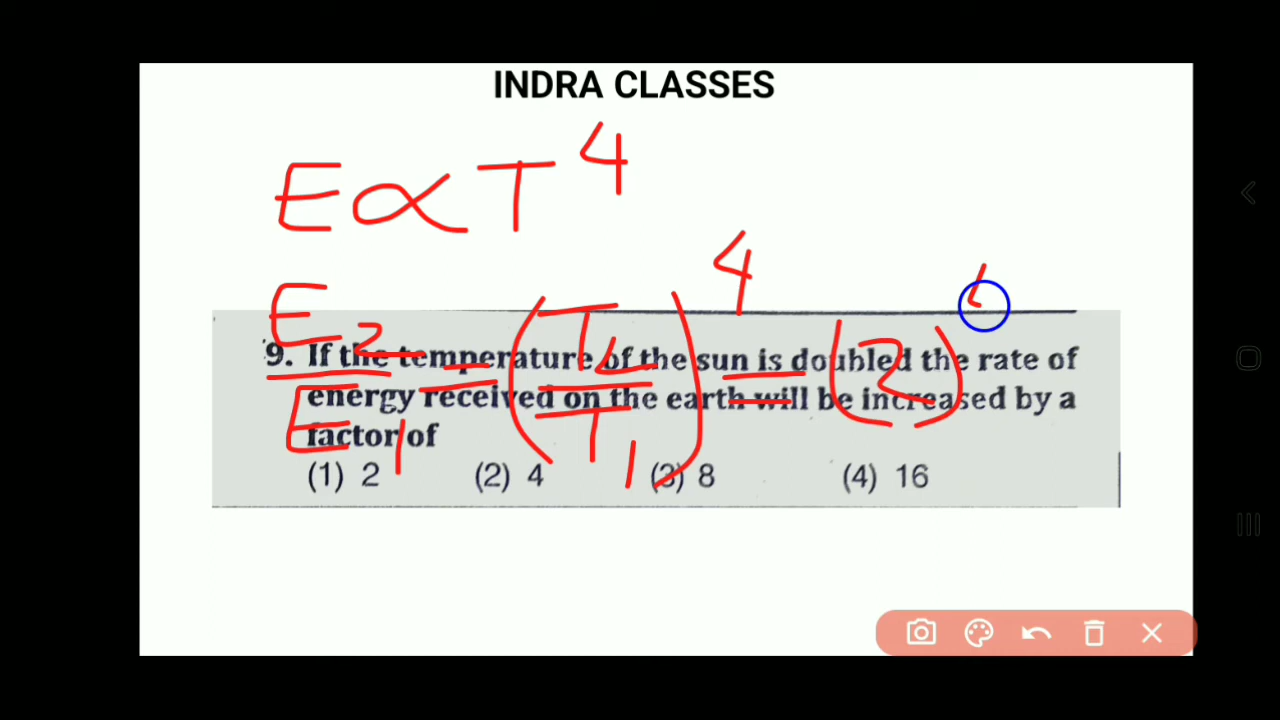 INDRA CLASSES
E ∝ T^4
E2/E1 = (T2/T1)^4 = (2)
9. If the temperature of the sun is doubled the rate of
energy received on the earth will be increased by a
factor of
(1) 2 (2) 4 (3) 8 (4) 16